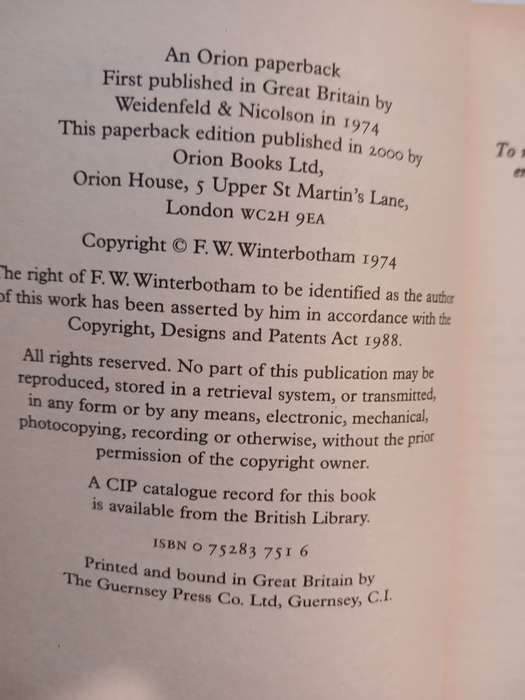 An Orion paperback
First published in Great Britain by
Weidenfeld & Nicolson in 1974
This paperback edition published in 2000 by
Orion Books Ltd,
Orion House, 5 Upper St Martin's Lane,
London WC2H 9EA
Copyright © F. W. Winterbotham 1974
The right of F. W. Winterbotham to be identified as the author
of this work has been asserted by him in accordance with the
Copyright, Designs and Patents Act 1988.
All rights reserved. No part of this publication may be
reproduced, stored in a retrieval system, or transmitted,
in any form or by any means, electronic, mechanical,
photocopying, recording or otherwise, without the prior
permission of the copyright owner.
A CIP catalogue record for this book
is available from the British Library.
ISBN 0 75283 751 6
Printed and bound in Great Britain by
The Guernsey Press Co. Ltd, Guernsey, C.I.
To